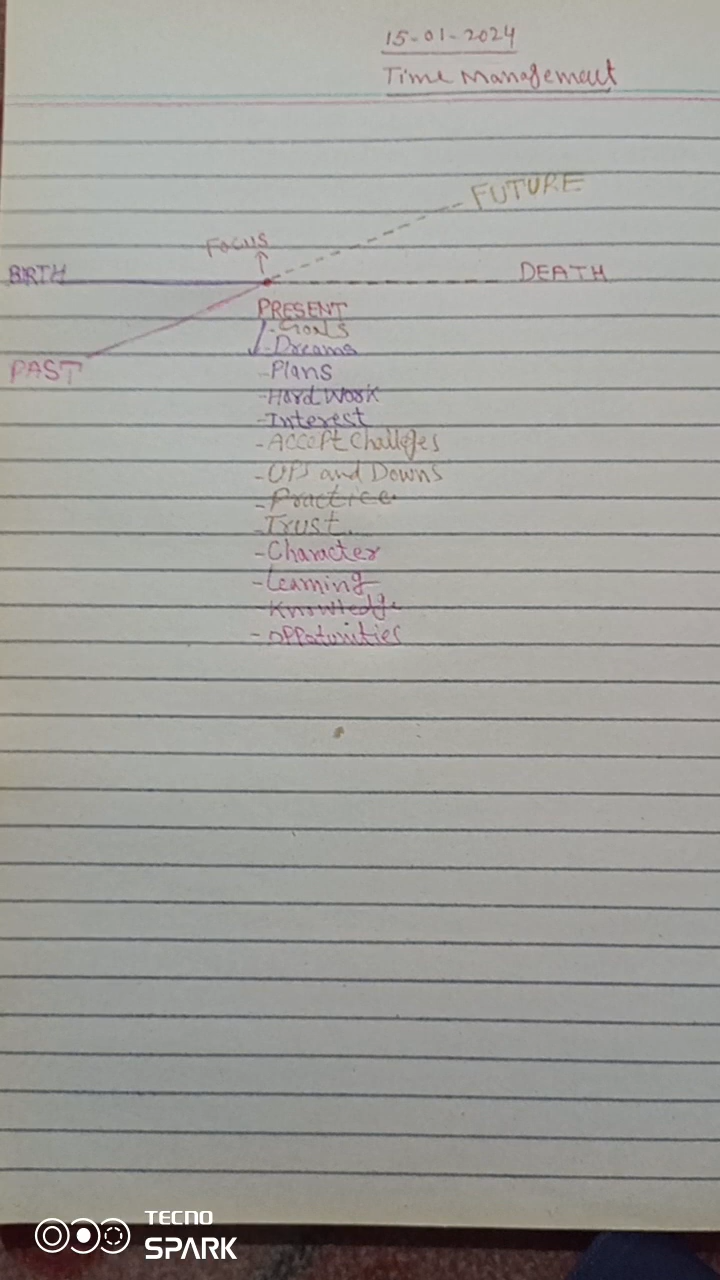 15-01-2024
Time Management
FUTURE
FOCUS
BIRTH
DEATH
PRESENT
PAST
- Goals
- Dreams
- Plans
- Hard Work
- Interest
- Accept Challeges
- UPs and Downs
- Practice
- Trust.
- Character
- Learning
- Knowledge
- oppotunities
TECNO
SPARK